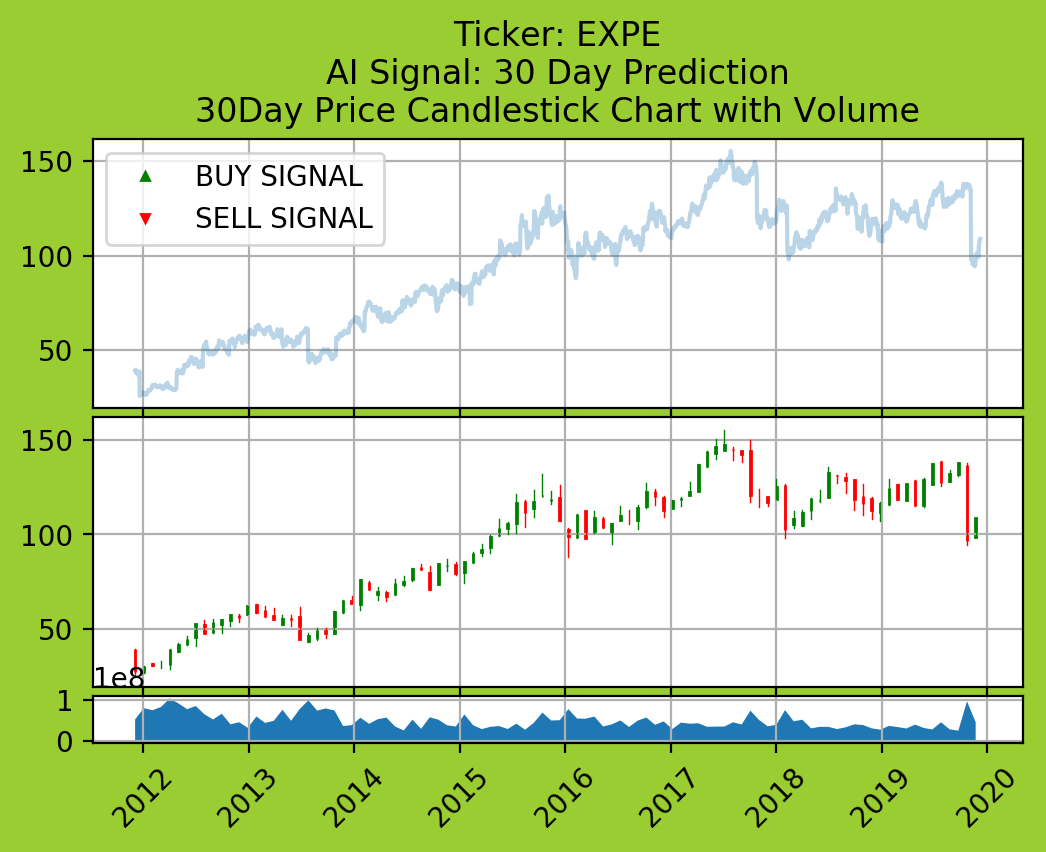 Ticker: EXPE
AI Signal: 30 Day Prediction
30Day Price Candlestick Chart with Volume
150
100
50
BUY SIGNAL
SELL SIGNAL
150
100
50
1e8
1
0
2012
2013
2014
2015
2016
2017
2018
2019
2020